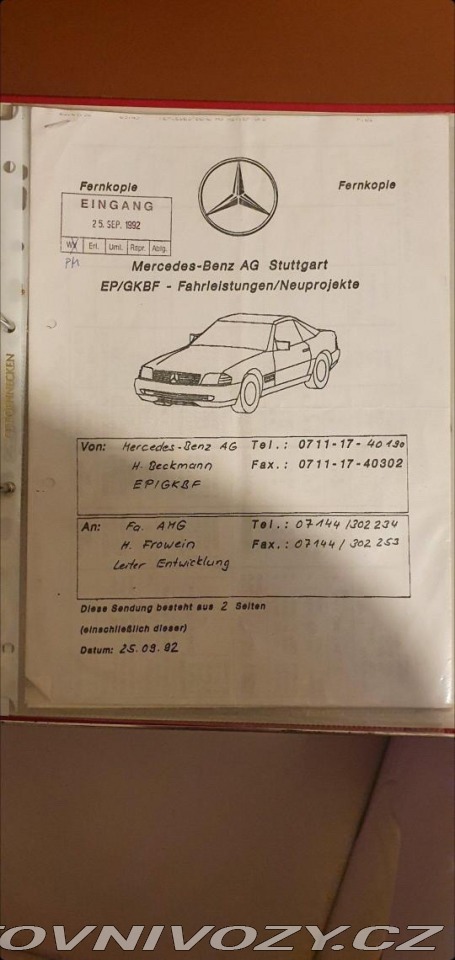 Fernkopie
Fernkopie
EINGANG
25. SEP. 1992
WV Erl. Uml. Rspr. Ablg.
PM
Mercedes-Benz AG Stuttgart
EP/GKBF - Fahrleistungen/Neuprojekte
Von: Mercedes-Benz AG Tel.: 0711-17-40190
H. Beckmann Fax.: 0711-17-40302
EP/GKBF
An: Fa. AMG Tel.: 07144/302 234
H. Frowein Fax.: 07144/302 253
Leiter Entwicklung
Diese Sendung besteht aus 2 Seiten
(einschließlich dieser)
Datum: 25.09.92
OVNIVOZY.CZ